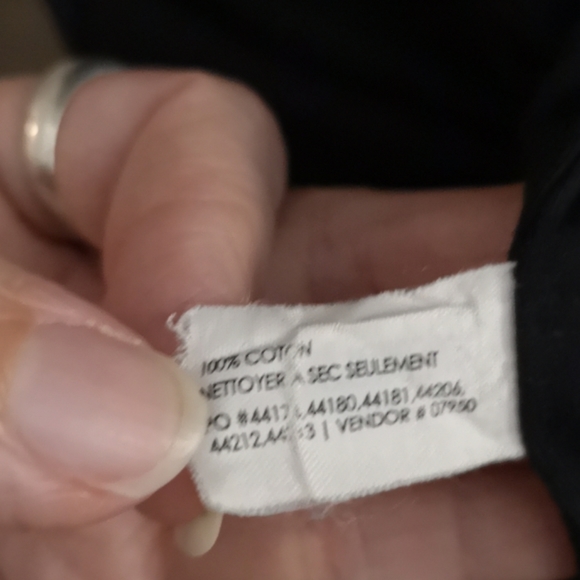 100% COTON
NETTOYER A SEC SEULEMENT
PO 44180,44181,44206,
44212, | VENDOR # 07950